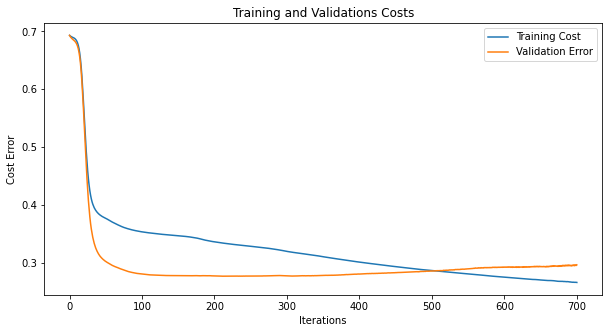 Training and Validations Costs
Training Cost
Validation Error
Cost Error
0.7
0.6
0.5
0.4
0.3
0
100
200
300
400
500
600
700
Iterations